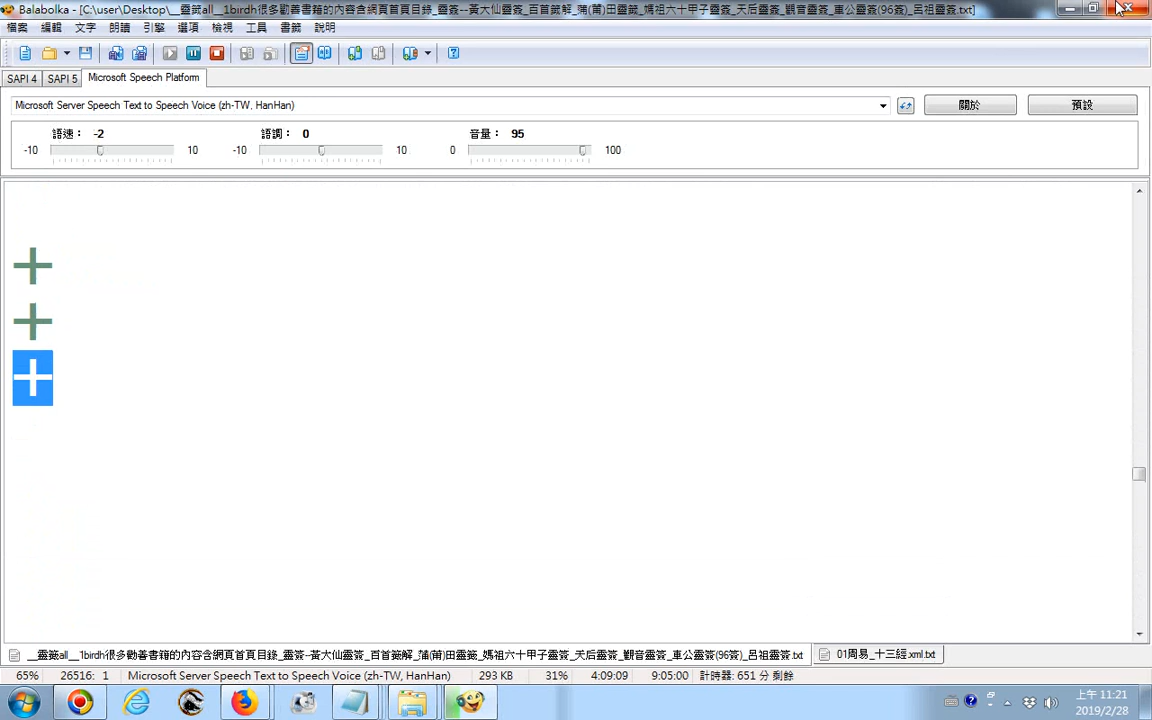 Balabolka - [C:\user\Desktop\__靈籤all__1birdh很多勸善書籍的內容含網頁首頁目錄_靈簽--黃大仙靈簽_百首籤解_蒲(莆)田靈籤_媽祖六十甲子靈簽_天后靈簽_觀音靈簽_車公靈簽(96簽)_呂祖靈簽.txt]
檔案 編輯 文字 朗讀 引擎 選項 檢視 工具 書籤 說明
SAPI 4 SAPI 5 Microsoft Speech Platform
Microsoft Server Speech Text to Speech Voice (zh-TW, HanHan) 關於 預設
語速： -2 語調： 0 音量： 95
-10 10 -10 10 0 100
十
十
十
__靈籤all__1birdh很多勸善書籍的內容含網頁首頁目錄_靈簽--黃大仙靈簽_百首籤解_蒲(莆)田靈籤_媽祖六十甲子靈簽_天后靈簽_觀音靈簽_車公靈簽(96簽)_呂祖靈簽.txt 01周易_十三經.xml.txt
65% 26516: 1 Microsoft Server Speech Text to Speech Voice (zh-TW, HanHan) 293 KB 31% 4:09:09 9:05:00 計時器: 651 分 剩餘
上午 11:21
2019/2/28